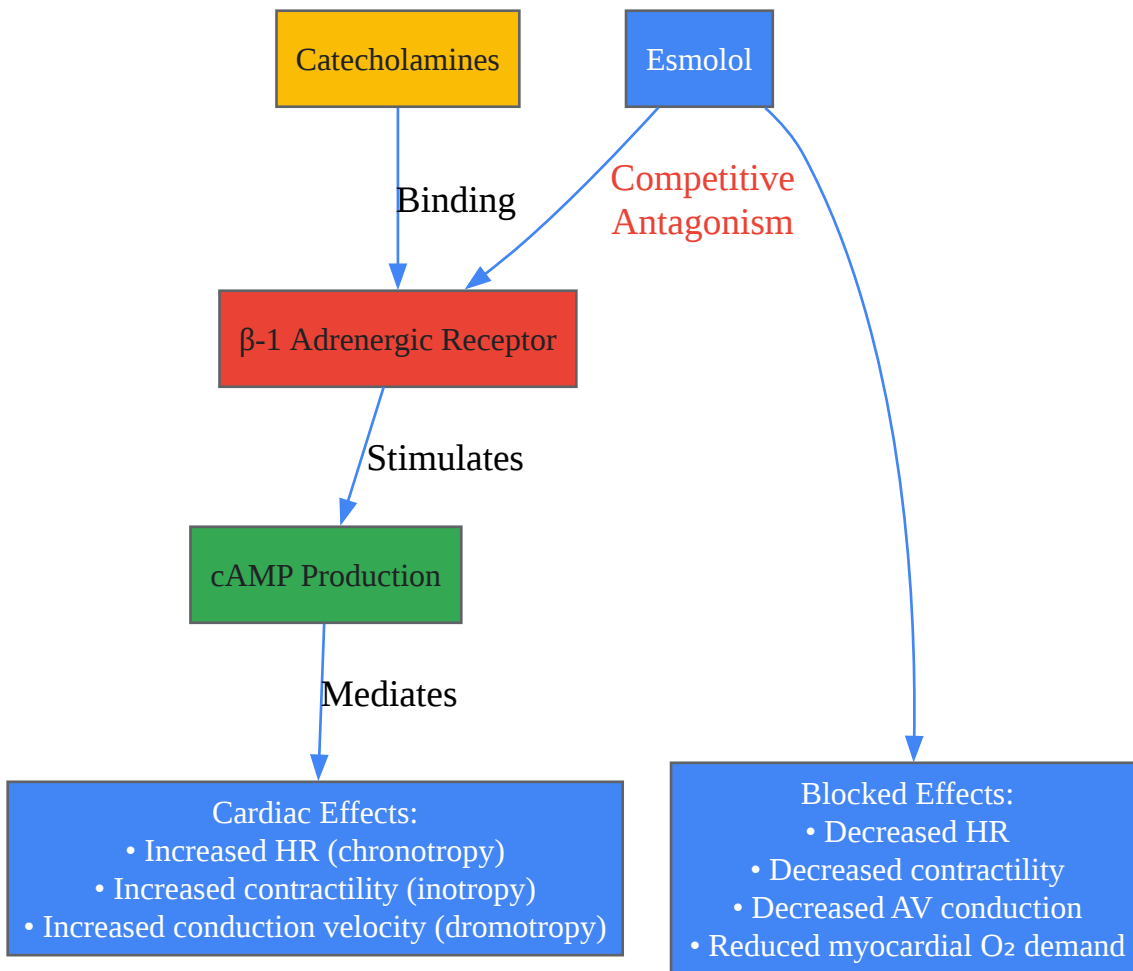 Catecholamines
Esmolol
Binding
Competitive
Antagonism
β-1 Adrenergic Receptor
Stimulates
cAMP Production
Mediates
Cardiac Effects:
• Increased HR (chronotropy)
• Increased contractility (inotropy)
• Increased conduction velocity (dromotropy)
Blocked Effects:
• Decreased HR
• Decreased contractility
• Decreased AV conduction
• Reduced myocardial O₂ demand